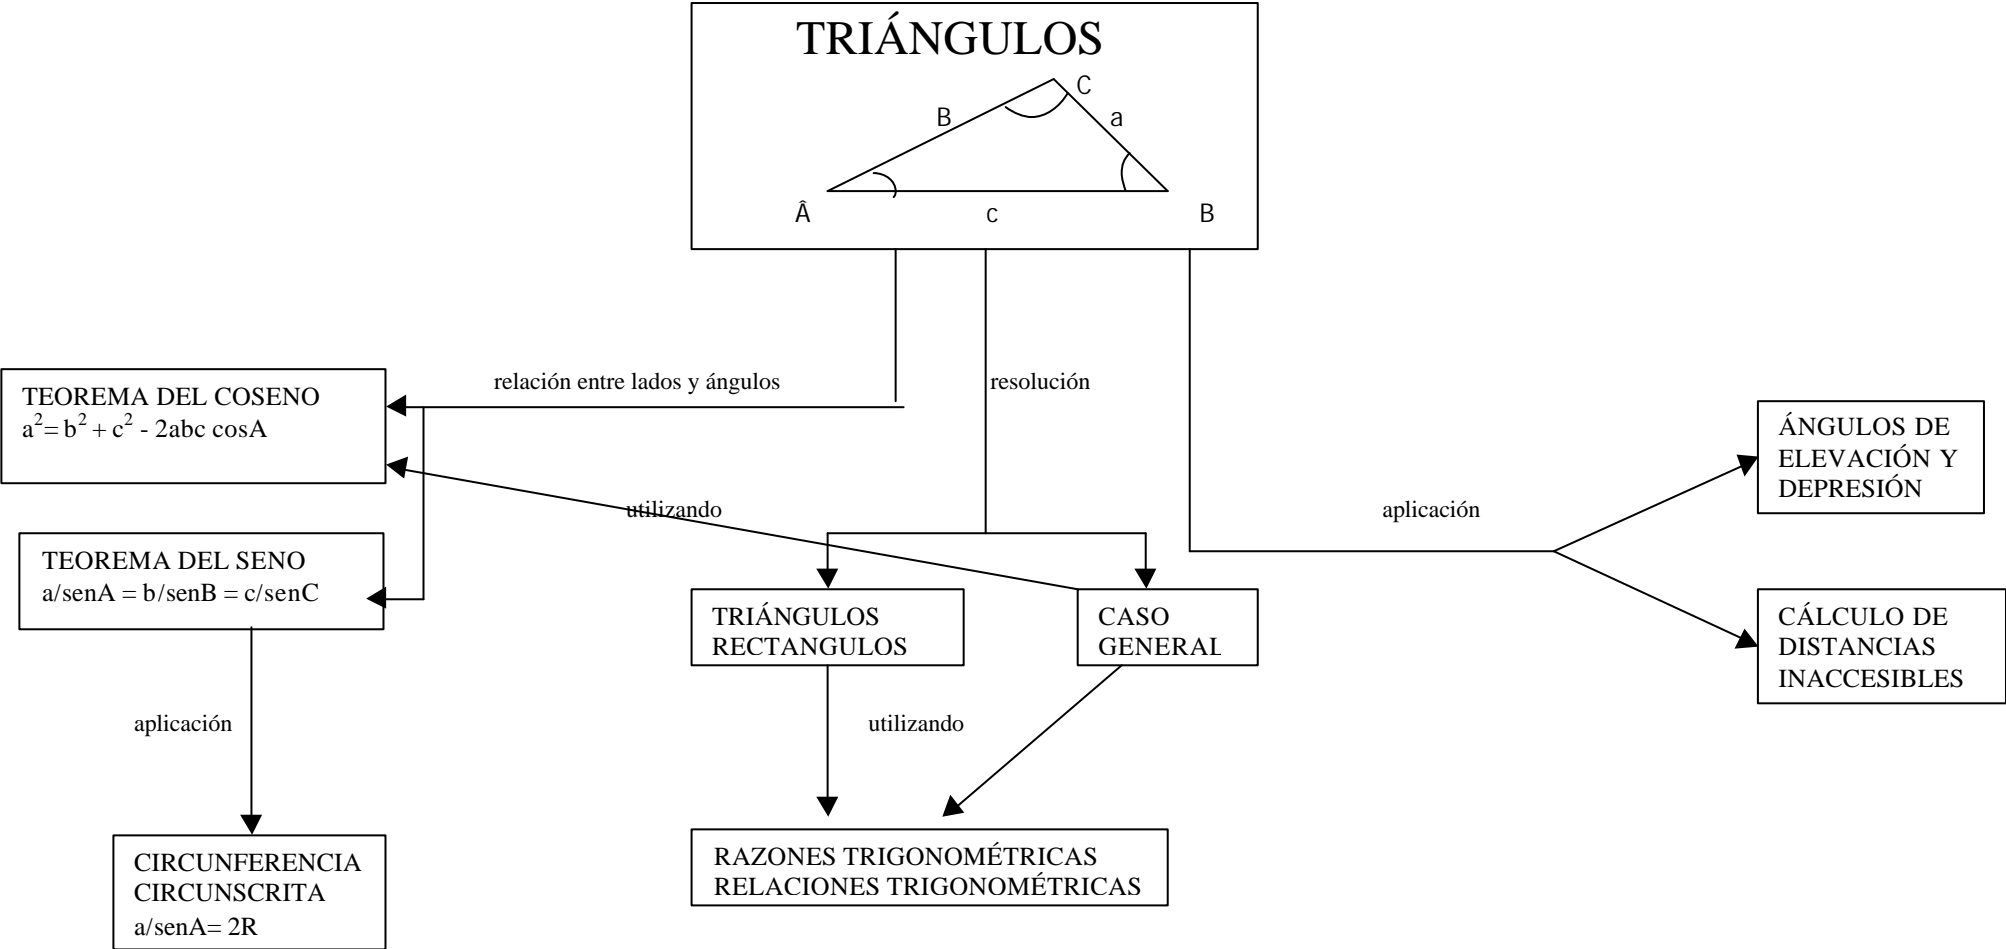 TRIÁNGULOS
C
B
a
Â
c
B
relación entre lados y ángulos
resolución
TEOREMA DEL COSENO
a²= b² + c² - 2abc cosA
ÁNGULOS DE
ELEVACIÓN Y
DEPRESIÓN
utilizando
aplicación
TEOREMA DEL SENO
a/senA = b/senB = c/senC
TRIÁNGULOS
RECTANGULOS
CASO
GENERAL
CÁLCULO DE
DISTANCIAS
INACCESIBLES
aplicación
utilizando
CIRCUNFERENCIA
CIRCUNSCRITA
a/senA= 2R
RAZONES TRIGONOMÉTRICAS
RELACIONES TRIGONOMÉTRICAS